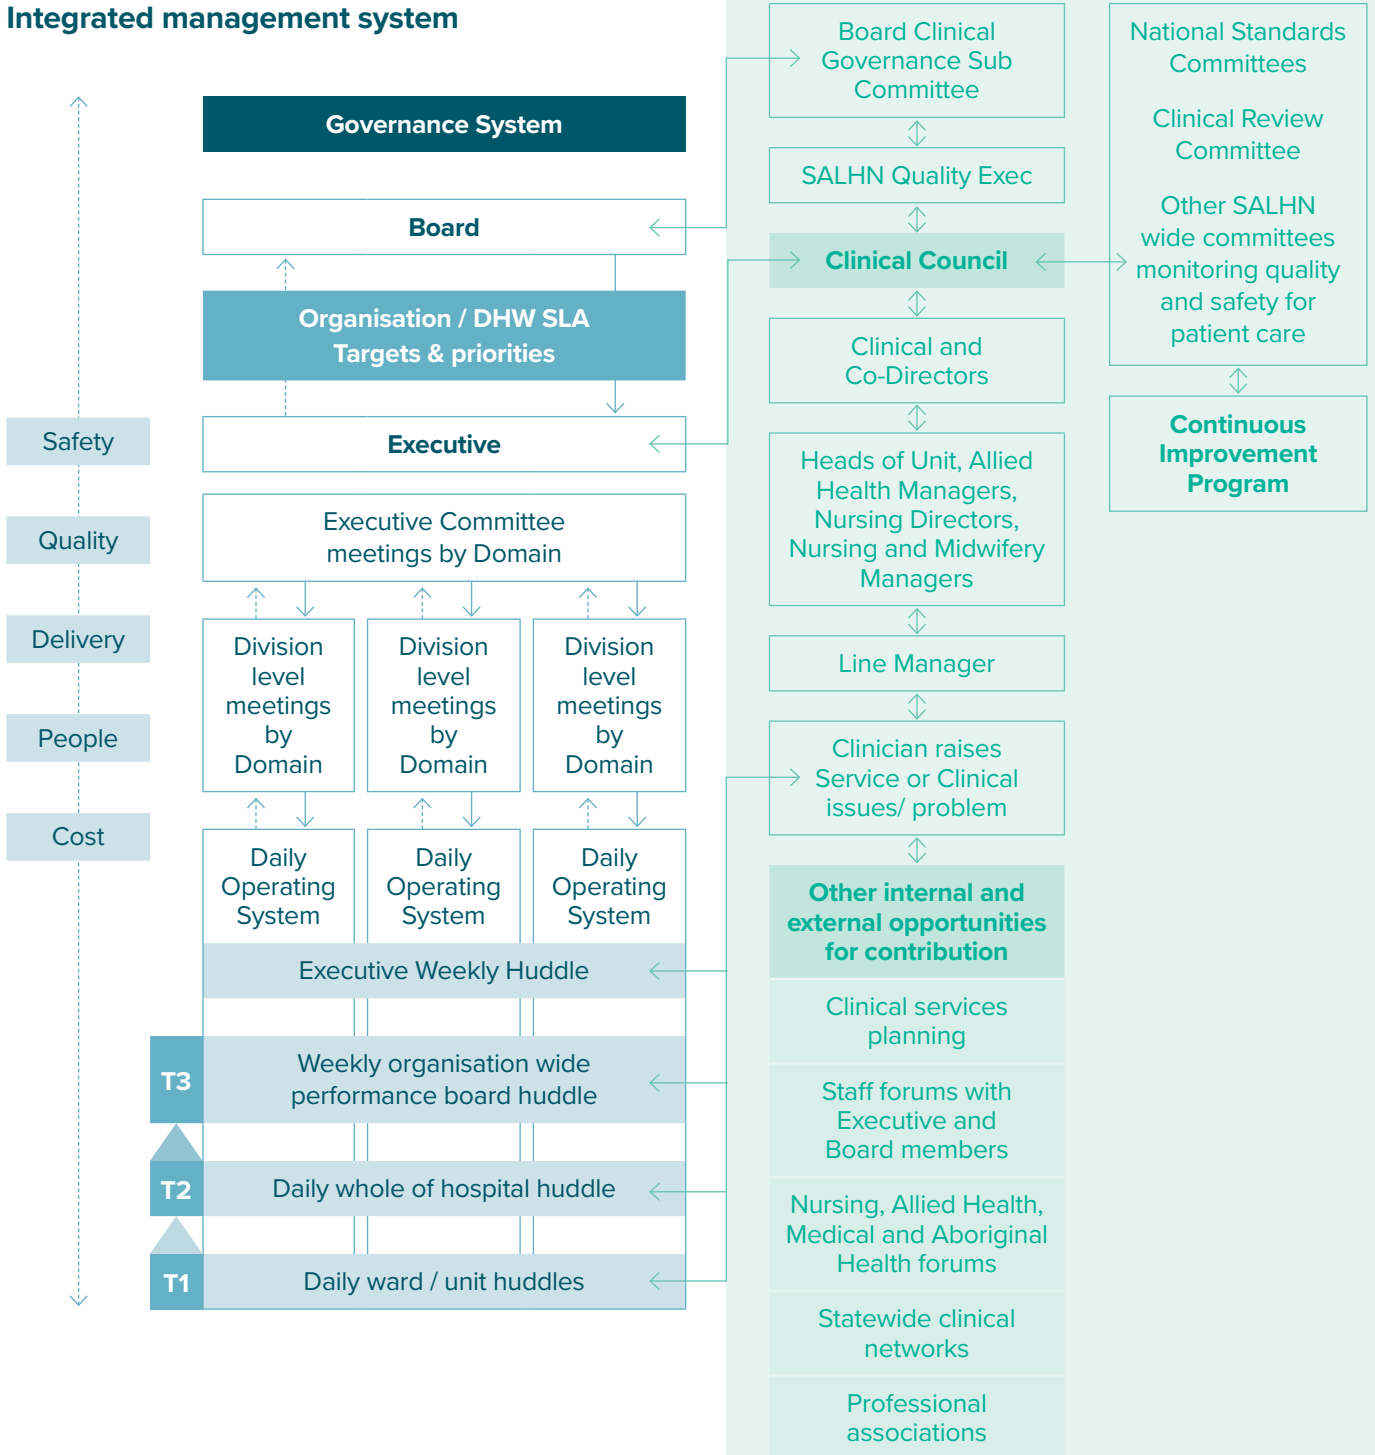 Integrated management system
Governance System
Board
Organisation / DHW SLA
Targets & priorities
Executive
Executive Committee
meetings by Domain
Safety
Quality
Delivery
People
Cost
Division
level
meetings
by
Domain
Division
level
meetings
by
Domain
Division
level
meetings
by
Domain
Daily
Operating
System
Daily
Operating
System
Daily
Operating
System
Executive Weekly Huddle
T3
Weekly organisation wide
performance board huddle
T2
Daily whole of hospital huddle
T1
Daily ward / unit huddles
Board Clinical
Governance Sub
Committee
SALHN Quality Exec
Clinical Council
Clinical and
Co-Directors
Heads of Unit, Allied
Health Managers,
Nursing Directors,
Nursing and Midwifery
Managers
Line Manager
Clinician raises
Service or Clinical
issues/ problem
Other internal and
external opportunities
for contribution
Clinical services
planning
Staff forums with
Executive and
Board members
Nursing, Allied Health,
Medical and Aboriginal
Health forums
Statewide clinical
networks
Professional
associations
National Standards
Committees
Clinical Review
Committee
Other SALHN
wide committees
monitoring quality
and safety for
patient care
Continuous
Improvement
Program